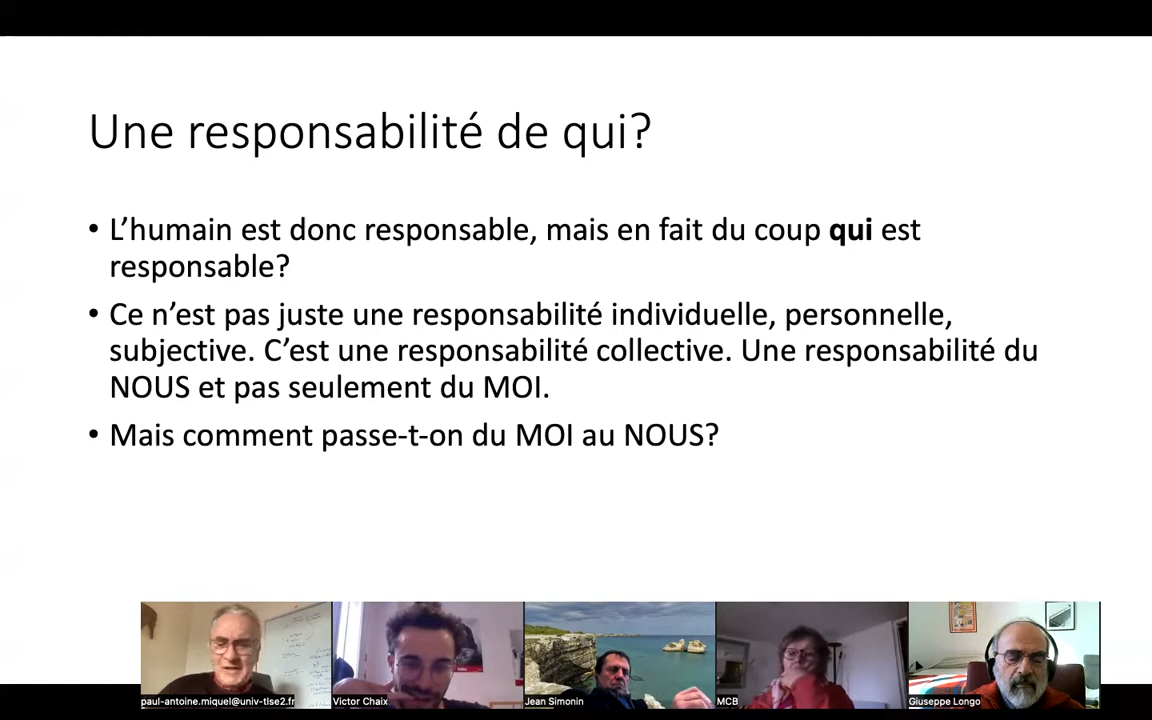 Une responsabilité de qui?
• L’humain est donc responsable, mais en fait du coup qui est
responsable?
• Ce n’est pas juste une responsabilité individuelle, personnelle,
subjective. C’est une responsabilité collective. Une responsabilité du
NOUS et pas seulement du MOI.
• Mais comment passe-t-on du MOI au NOUS?
paul-antoine.miquel@univ-tlse2.fr
Victor Chaix
Jean Simonin
MCB
Giuseppe Longo